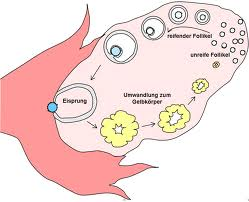 reifender Follikel
unreife Follikel
Eisprung
Umwandlung zum
Gelbkörper